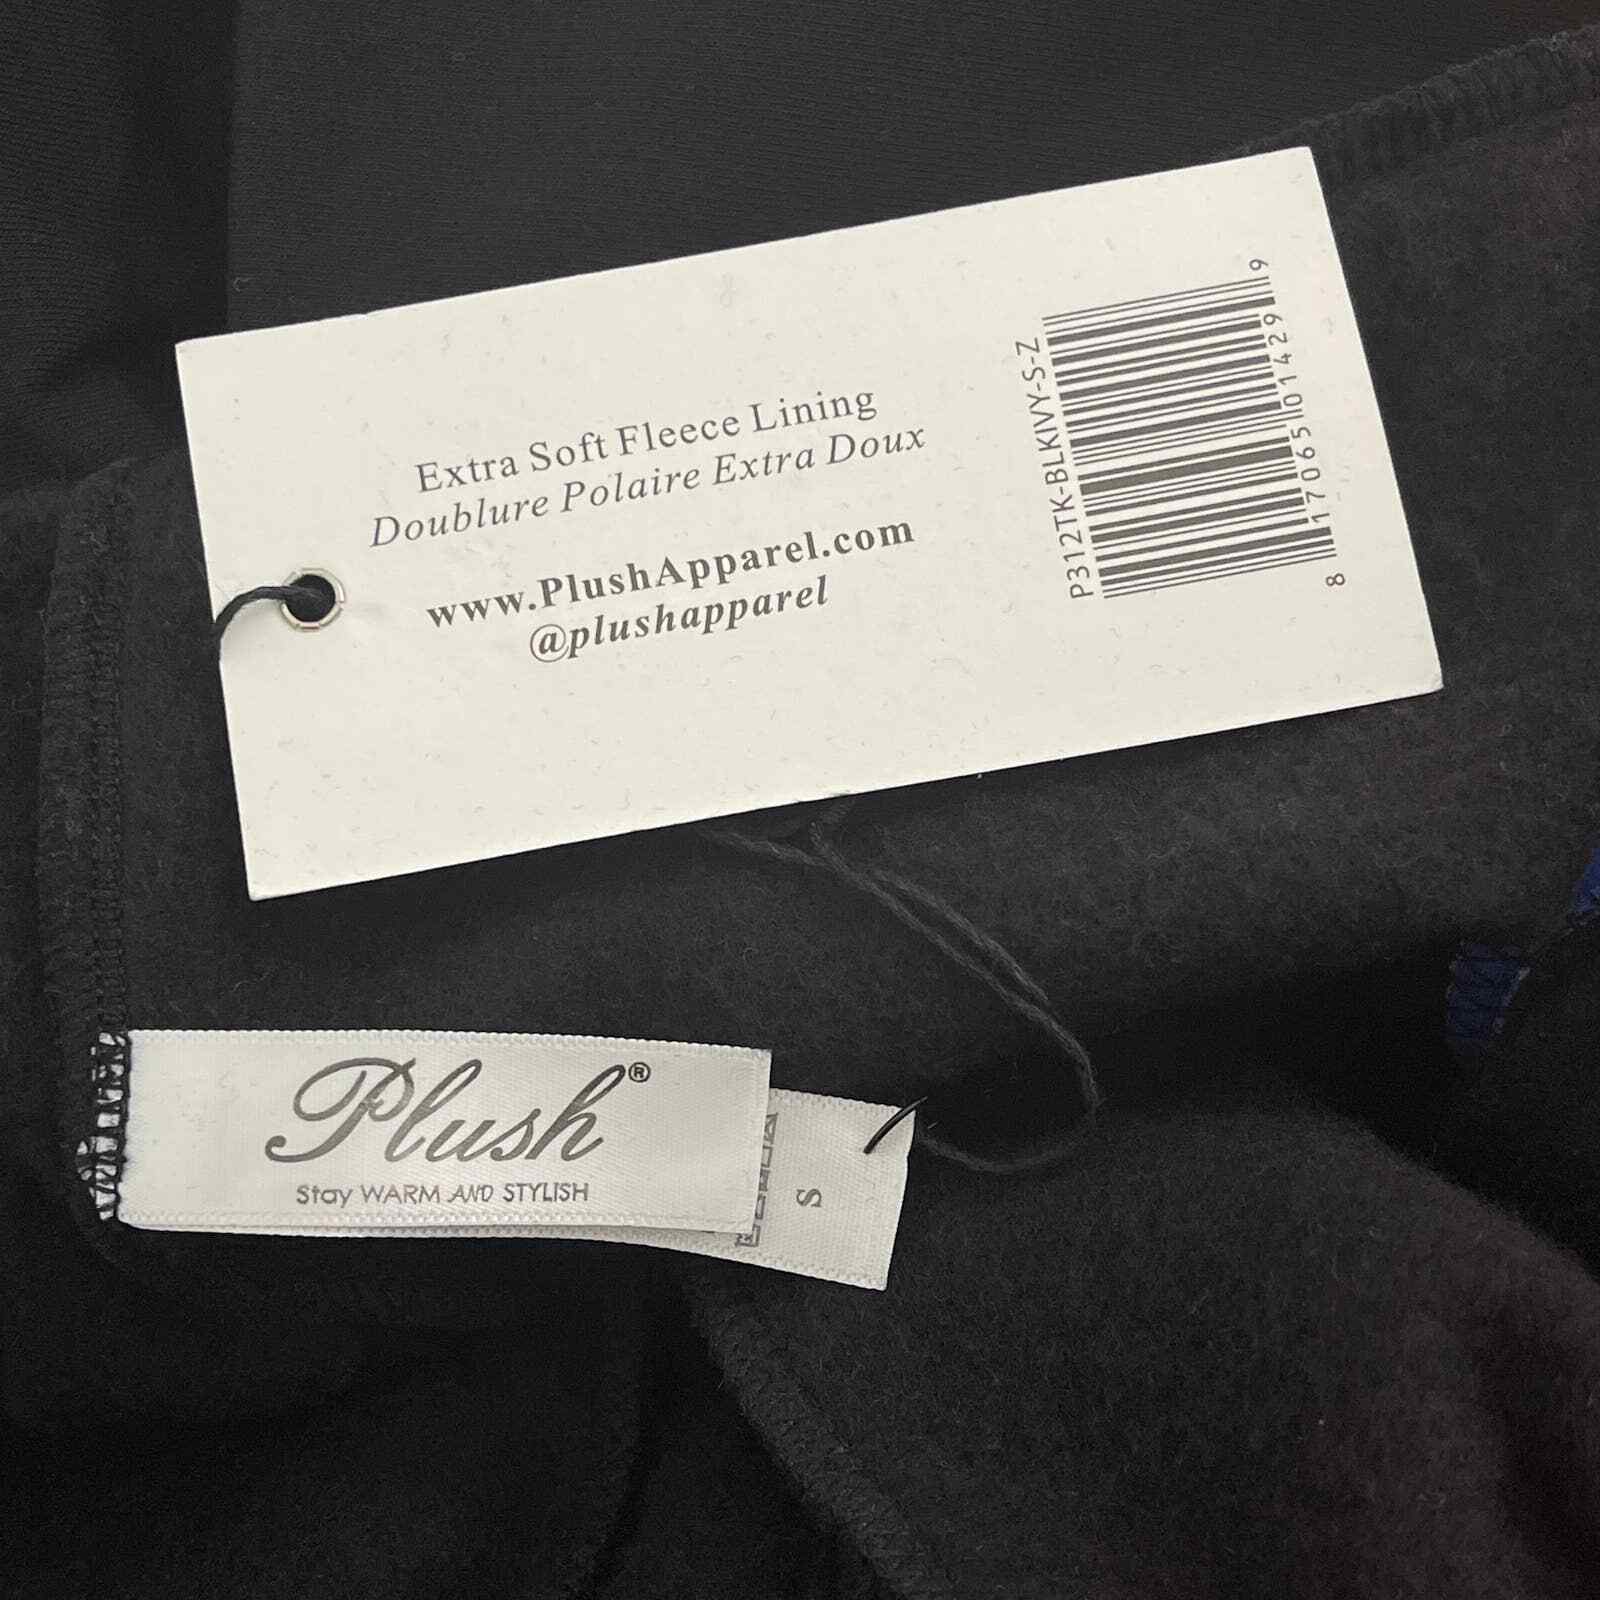 Extra Soft Fleece Lining
Doublure Polaire Extra Doux
www.PlushApparel.com
@plushapparel
P312TK-BLKIVY-S-Z
8 17065 01429 9
Plush®
Stay WARM AND STYLISH
S